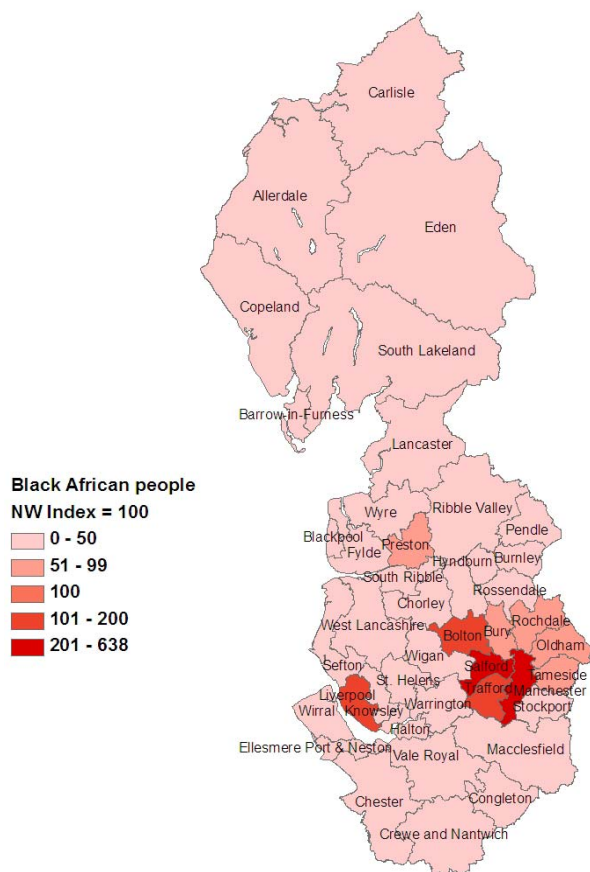 Carlisle
Allerdale
Eden
Copeland
South Lakeland
Barrow-in-Furness
Lancaster
Black African people
NW Index = 100
0 - 50
51 - 99
100
101 - 200
201 - 638
Wyre
Ribble Valley
Blackpool
Fylde
Preston
Pendle
Hyndburn
Burnley
South Ribble
Rossendale
Chorley
West Lancashire
Bolton
Bury
Rochdale
Oldham
Wigan
Salford
Sefton
St. Helens
Tameside
Liverpool
Knowsley
Trafford
Manchester
Wirral
Warrington
Stockport
Halton
Ellesmere Port & Neston
Vale Royal
Macclesfield
Chester
Congleton
Crewe and Nantwich